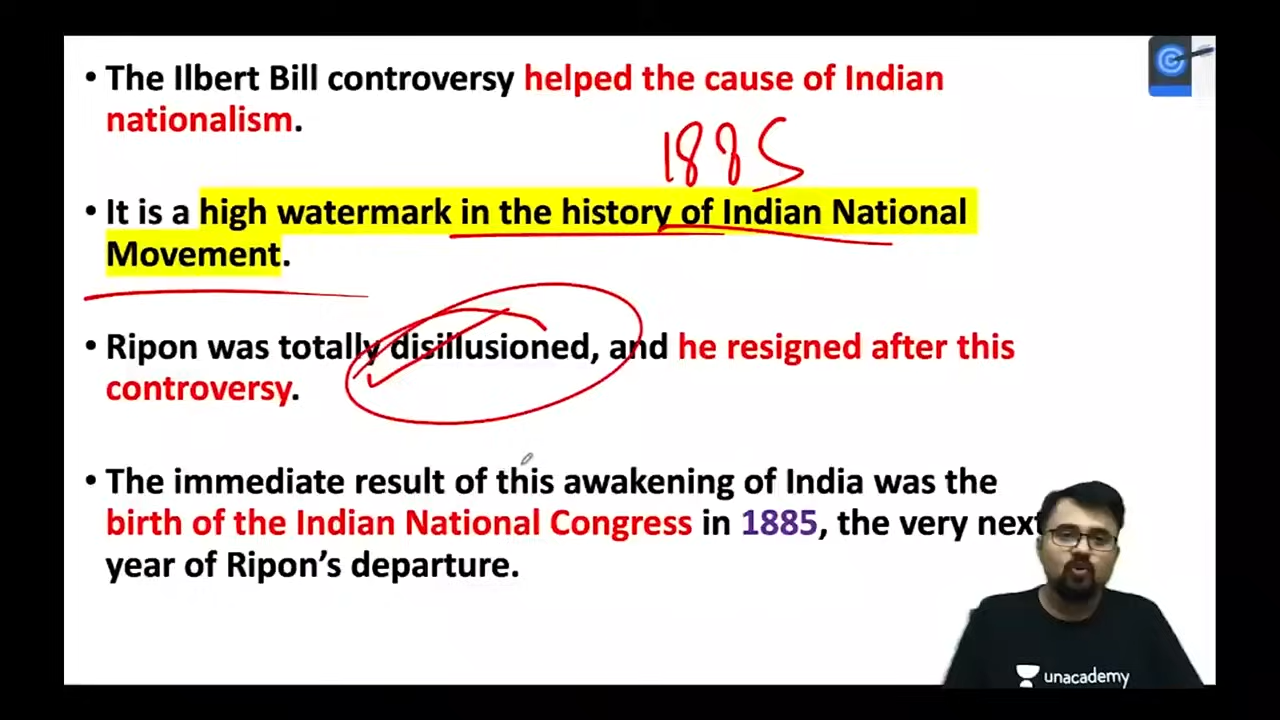 • The Ilbert Bill controversy helped the cause of Indian
nationalism.
1885
• It is a high watermark in the history of Indian National
Movement.
• Ripon was totally disillusioned, and he resigned after this
controversy.
• The immediate result of this awakening of India was the
birth of the Indian National Congress in 1885, the very next
year of Ripon’s departure.
unacademy